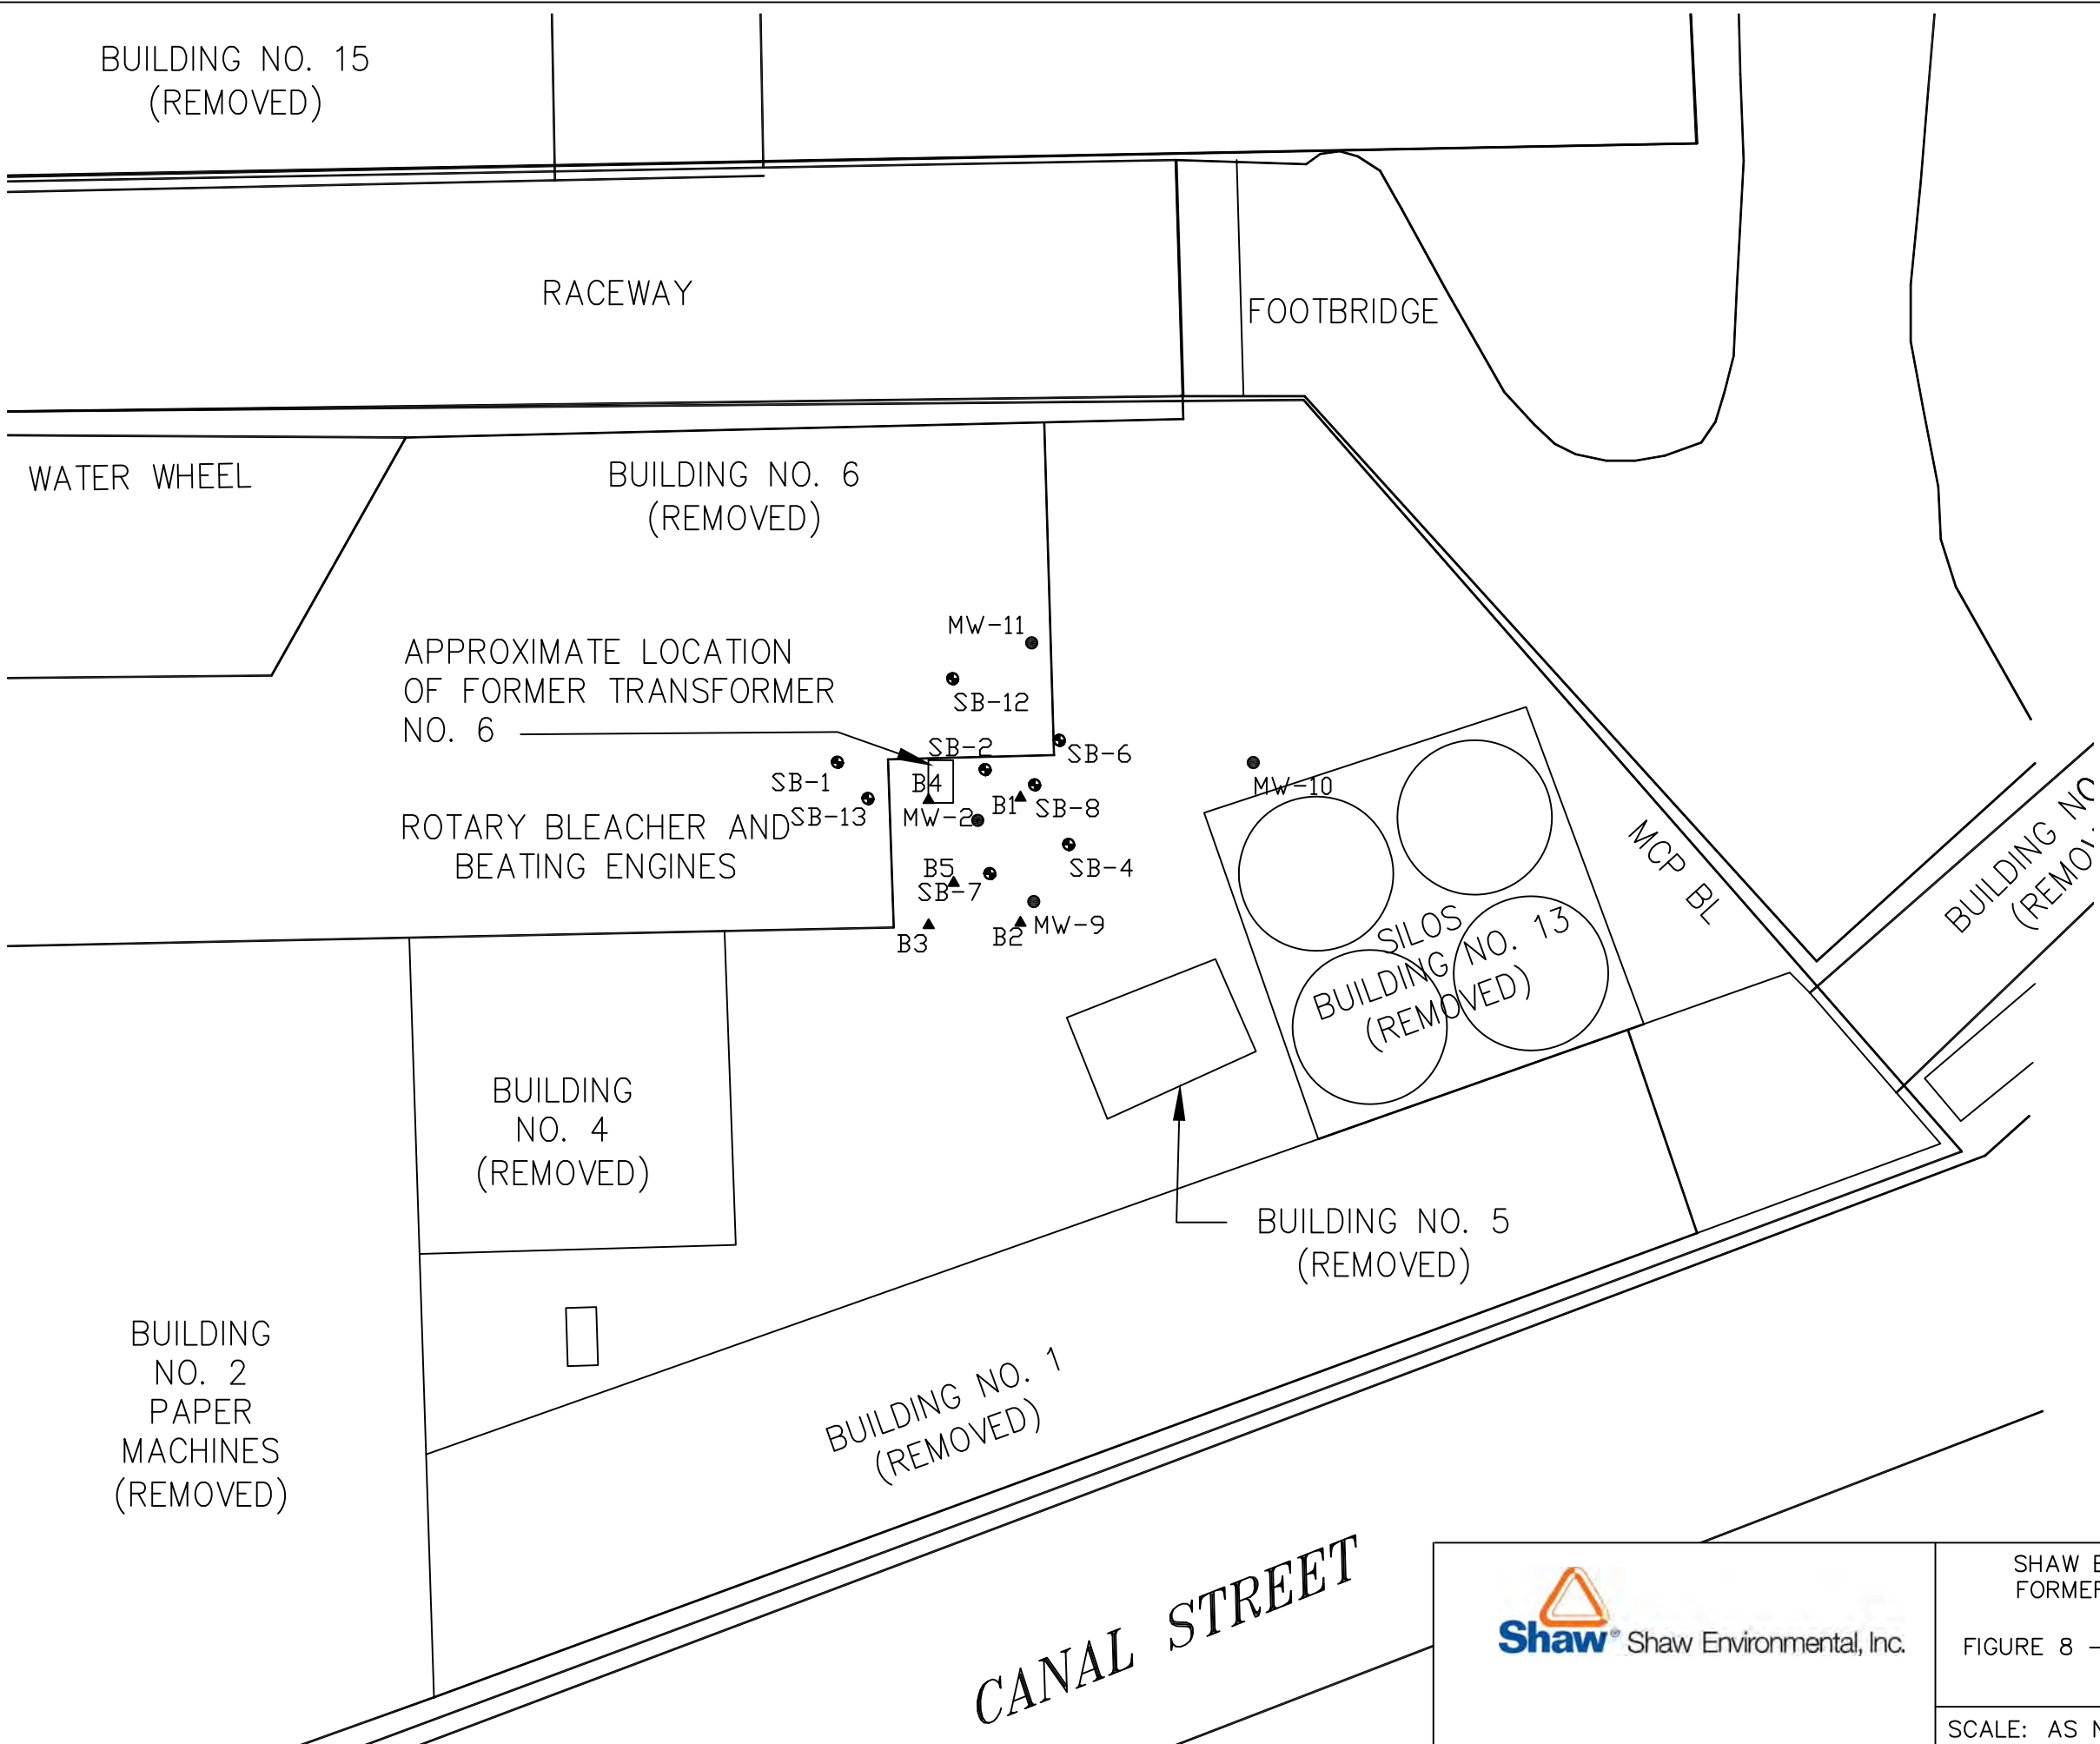 BUILDING NO. 15
(REMOVED)
RACEWAY
FOOTBRIDGE
WATER WHEEL
BUILDING NO. 6
(REMOVED)
MW-11
APPROXIMATE LOCATION
OF FORMER TRANSFORMER
NO. 6
SB-12
SB-2
SB-6
SB-1
B4
MW-10
SB-13
MW-2
B1
SB-8
ROTARY BLEACHER AND
BEATING ENGINES
B5
SB-7
SB-4
B3
B2
MW-9
MCP BL
BUILDING NO
SILOS
BUILDING NO. 13
(REMOVED)
BUILDING
NO. 4
(REMOVED)
BUILDING NO. 5
(REMOVED)
BUILDING
NO. 2
PAPER
MACHINES
(REMOVED)
BUILDING NO. 1
(REMOVED)
CANAL STREET
Shaw® Shaw Environmental, Inc.
SHAW
FORMER
FIGURE 8 -
SCALE: AS